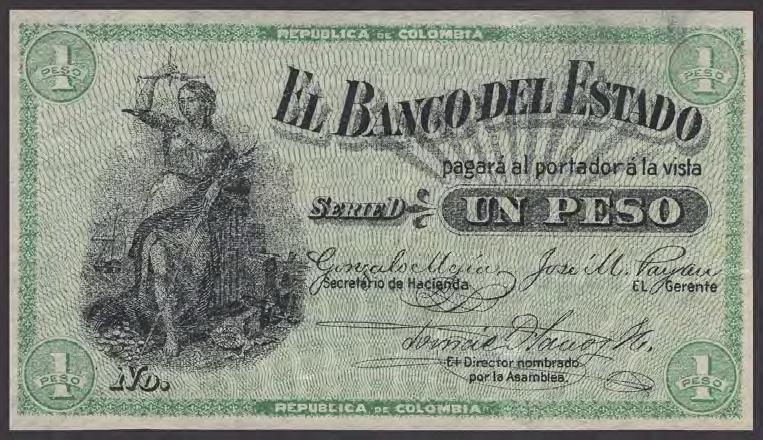 REPUBLICA DE COLOMBIA
1 PESO
1 PESO
EL BANCO DEL ESTADO
pagará al portador á la vista
SERIE D
UN PESO
Gonzalo Mejía
José M. Payán
Secretario de Hacienda
EL Gerente
Tomás
El Director nombrado
por la Asamblea.
No.
1 PESO
1 PESO
REPUBLICA DE COLOMBIA